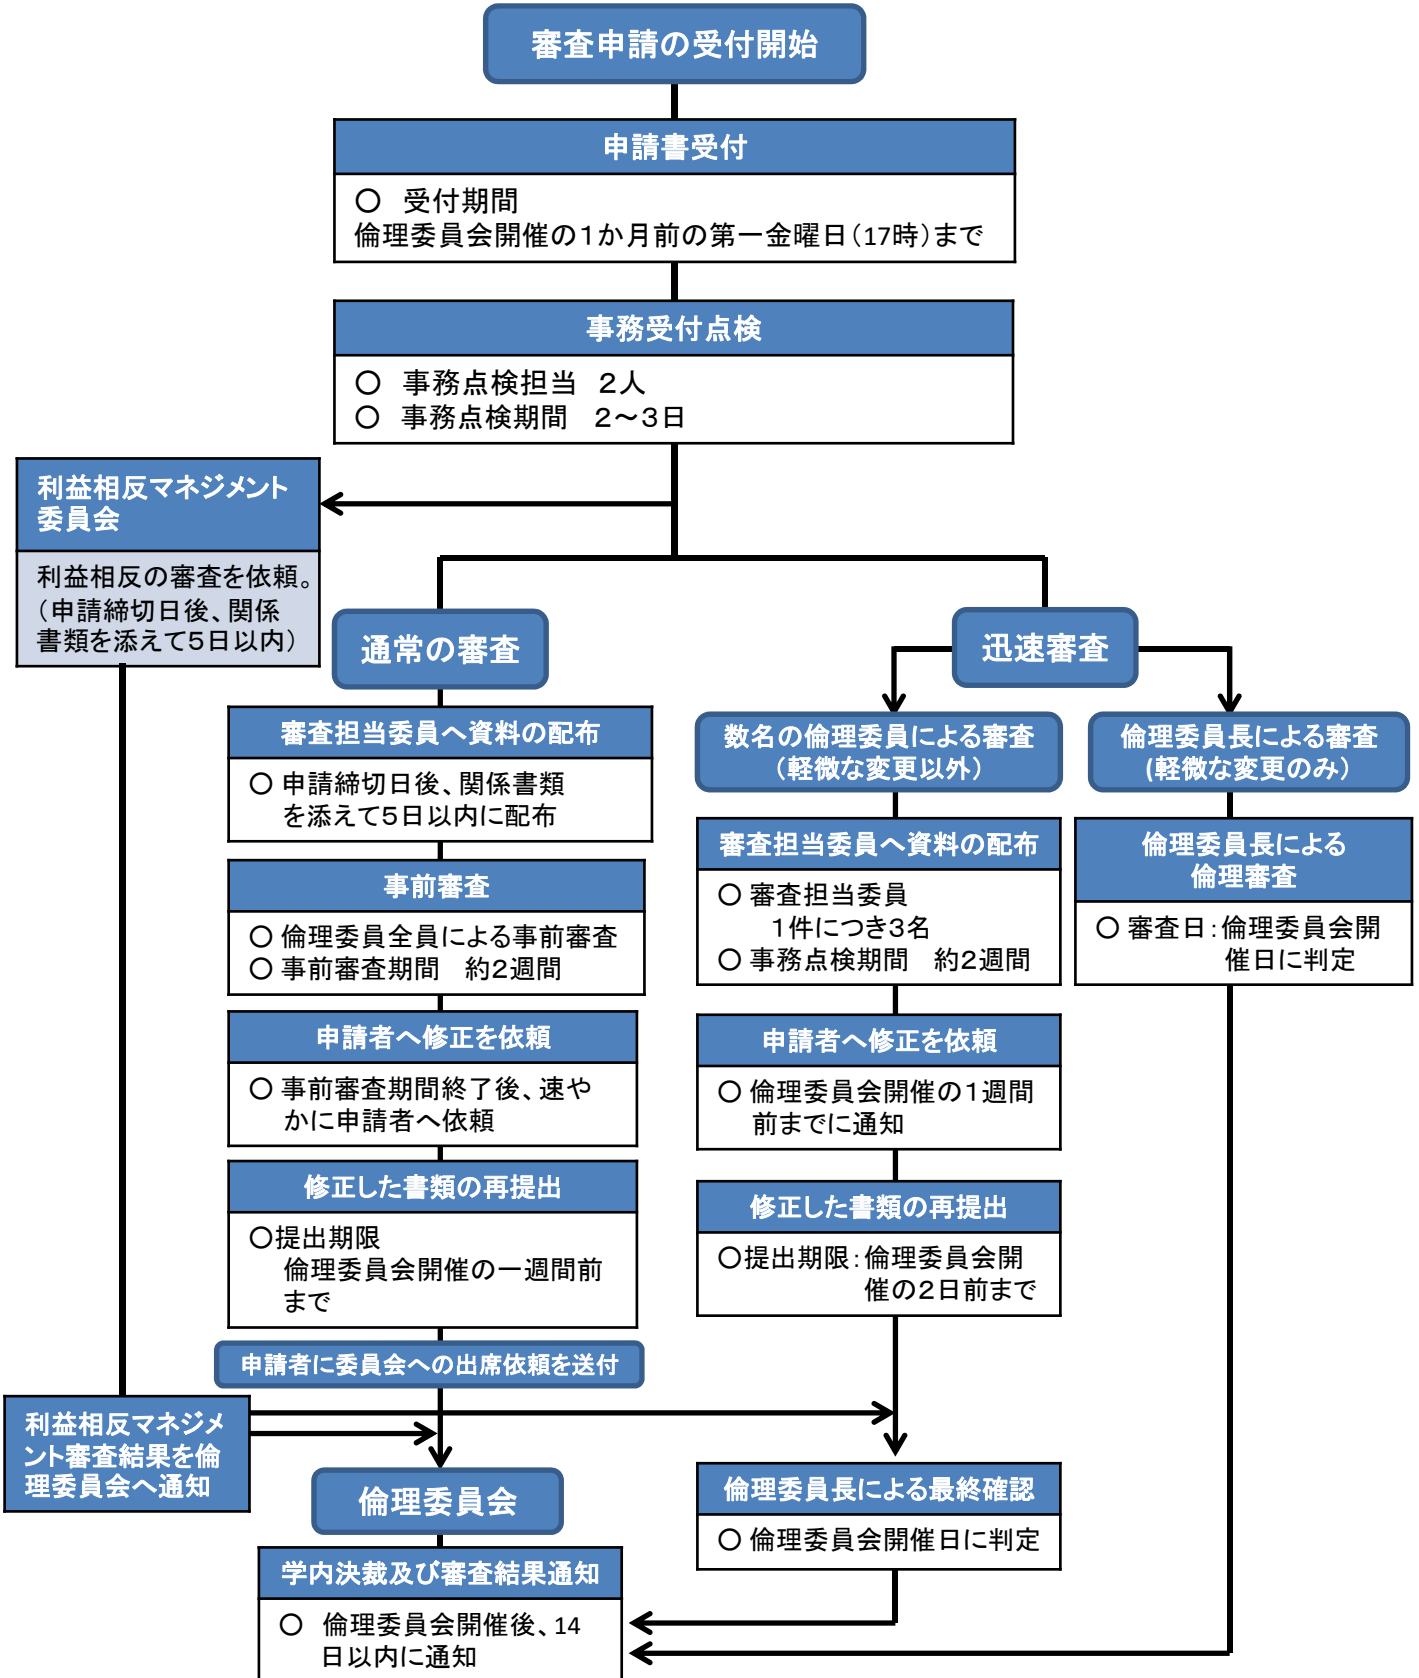 審査申請の受付開始
申請書受付
○ 受付期間
倫理委員会開催の1か月前の第一金曜日(17時)まで
事務受付点検
○ 事務点検担当 2人
○ 事務点検期間 2～3日
利益相反マネジメント
委員会
利益相反の審査を依頼。
(申請締切日後、関係
書類を添えて5日以内)
通常の審査
審査担当委員へ資料の配布
○ 申請締切日後、関係書類
を添えて5日以内に配布
事前審査
○ 倫理委員全員による事前審査
○ 事前審査期間 約2週間
申請者へ修正を依頼
○ 事前審査期間終了後、速や
かに申請者へ依頼
修正した書類の再提出
○提出期限
倫理委員会開催の一週間前
まで
申請者に委員会への出席依頼を送付
利益相反マネジメ
ント審査結果を倫
理委員会へ通知
倫理委員会
学内決裁及び審査結果通知
○ 倫理委員会開催後、14
日以内に通知
迅速審査
数名の倫理委員による審査
(軽微な変更以外)
審査担当委員へ資料の配布
○ 審査担当委員
1件につき3名
○ 事務点検期間 約2週間
申請者へ修正を依頼
○ 倫理委員会開催の1週間
前までに通知
修正した書類の再提出
○提出期限:倫理委員会開
催の2日前まで
倫理委員長による最終確認
○ 倫理委員会開催日に判定
倫理委員長による審査
(軽微な変更のみ)
倫理委員長による
倫理審査
○ 審査日:倫理委員会開
催日に判定